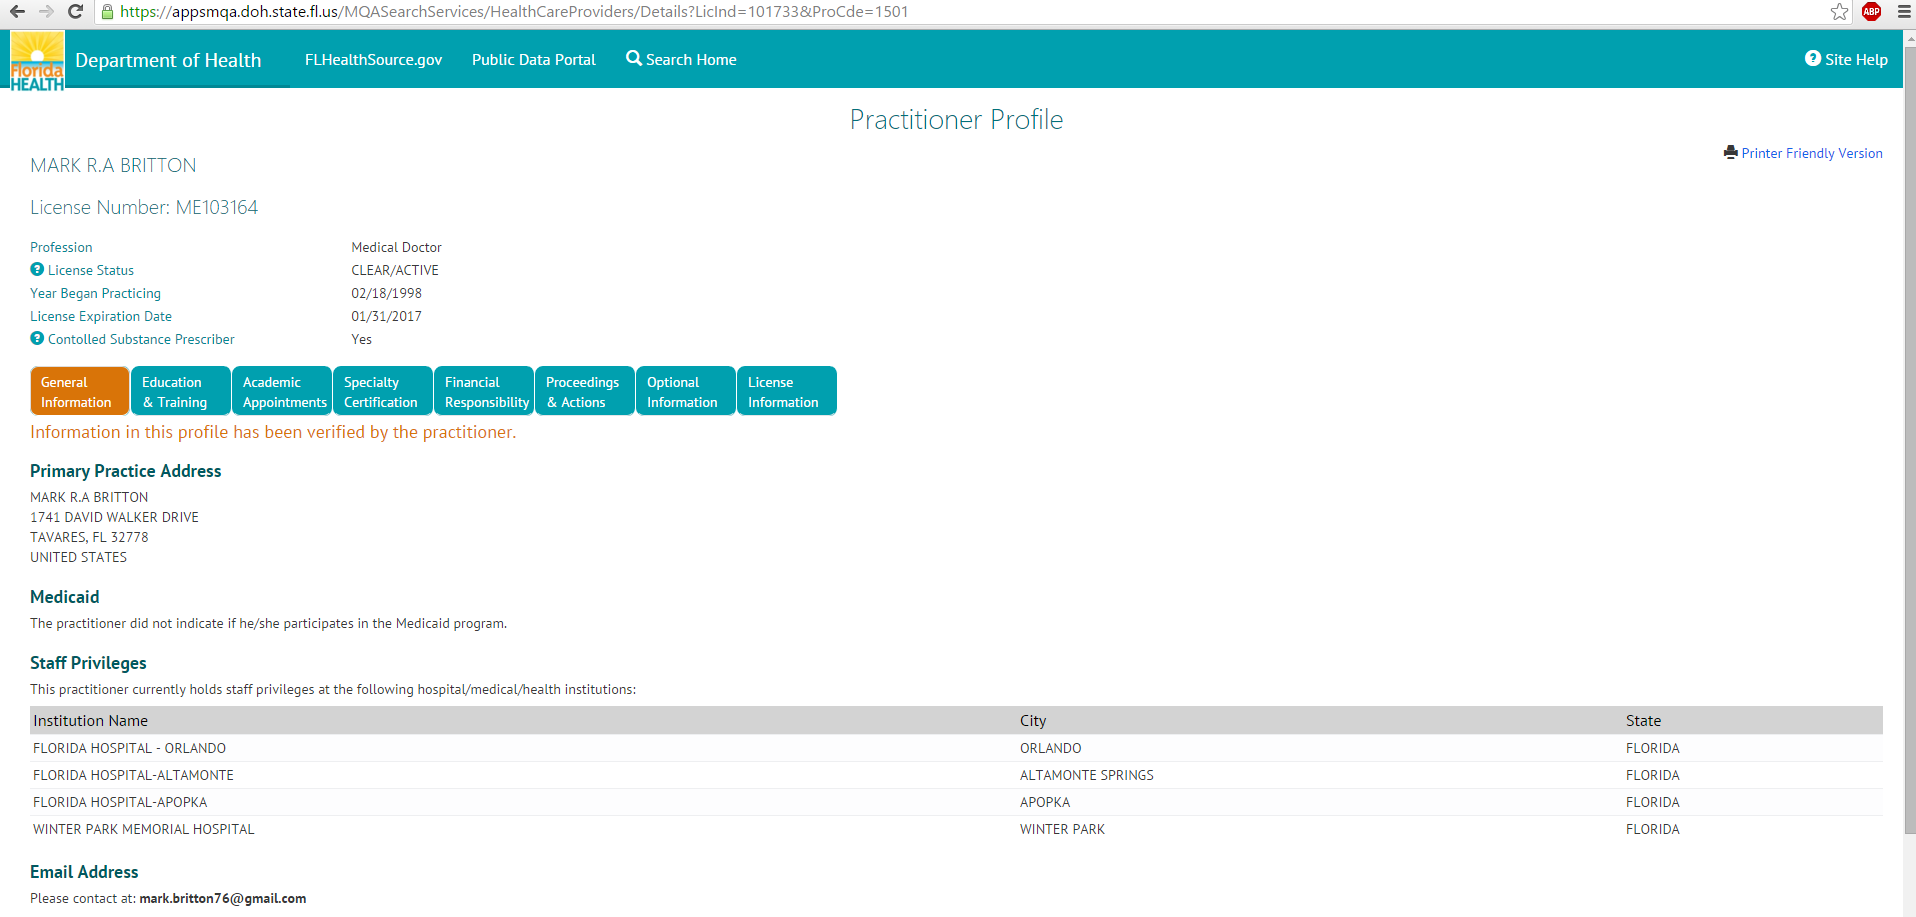 https://appsmqa.doh.state.fl.us/MQASearchServices/HealthCareProviders/Details?LicInd=101733&ProCde=1501
ABP
Florida
HEALTH
Department of Health FLHealthSource.gov Public Data Portal Search Home Site Help
Practitioner Profile
Printer Friendly Version
MARK R.A BRITTON
License Number: ME103164
Profession Medical Doctor
License Status CLEAR/ACTIVE
Year Began Practicing 02/18/1998
License Expiration Date 01/31/2017
Contolled Substance Prescriber Yes
General Information
Education & Training
Academic Appointments
Specialty Certification
Financial Responsibility
Proceedings & Actions
Optional Information
License Information
Information in this profile has been verified by the practitioner.
Primary Practice Address
MARK R.A BRITTON
1741 DAVID WALKER DRIVE
TAVARES, FL 32778
UNITED STATES
Medicaid
The practitioner did not indicate if he/she participates in the Medicaid program.
Staff Privileges
This practitioner currently holds staff privileges at the following hospital/medical/health institutions:
Institution Name City State
FLORIDA HOSPITAL - ORLANDO ORLANDO FLORIDA
FLORIDA HOSPITAL-ALTAMONTE ALTAMONTE SPRINGS FLORIDA
FLORIDA HOSPITAL-APOPKA APOPKA FLORIDA
WINTER PARK MEMORIAL HOSPITAL WINTER PARK FLORIDA
Email Address
Please contact at: mark.britton76@gmail.com